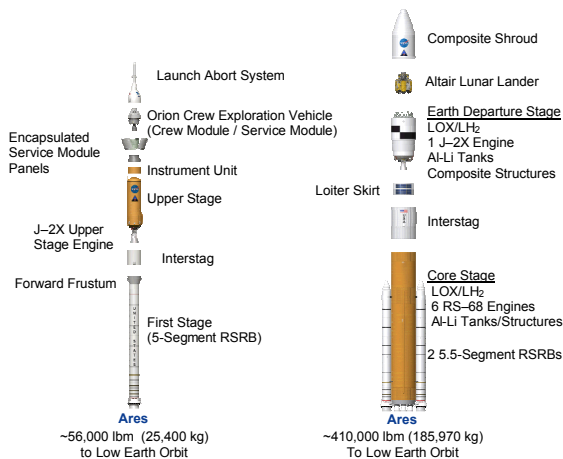 Launch Abort System
Orion Crew Exploration Vehicle
(Crew Module / Service Module)
Encapsulated
Service Module
Panels
Instrument Unit
Upper Stage
J–2X Upper
Stage Engine
Interstag
Forward Frustum
First Stage
(5-Segment RSRB)
UNITED STATES
Ares
~56,000 lbm (25,400 kg)
to Low Earth Orbit
Composite Shroud
Altair Lunar Lander
Earth Departure Stage
LOX/LH2
1 J–2X Engine
Al-Li Tanks
Composite Structures
Loiter Skirt
Interstag
Core Stage
LOX/LH2
6 RS–68 Engines
Al-Li Tanks/Structures
2 5.5-Segment RSRBs
Ares
~410,000 lbm (185,970 kg)
To Low Earth Orbit